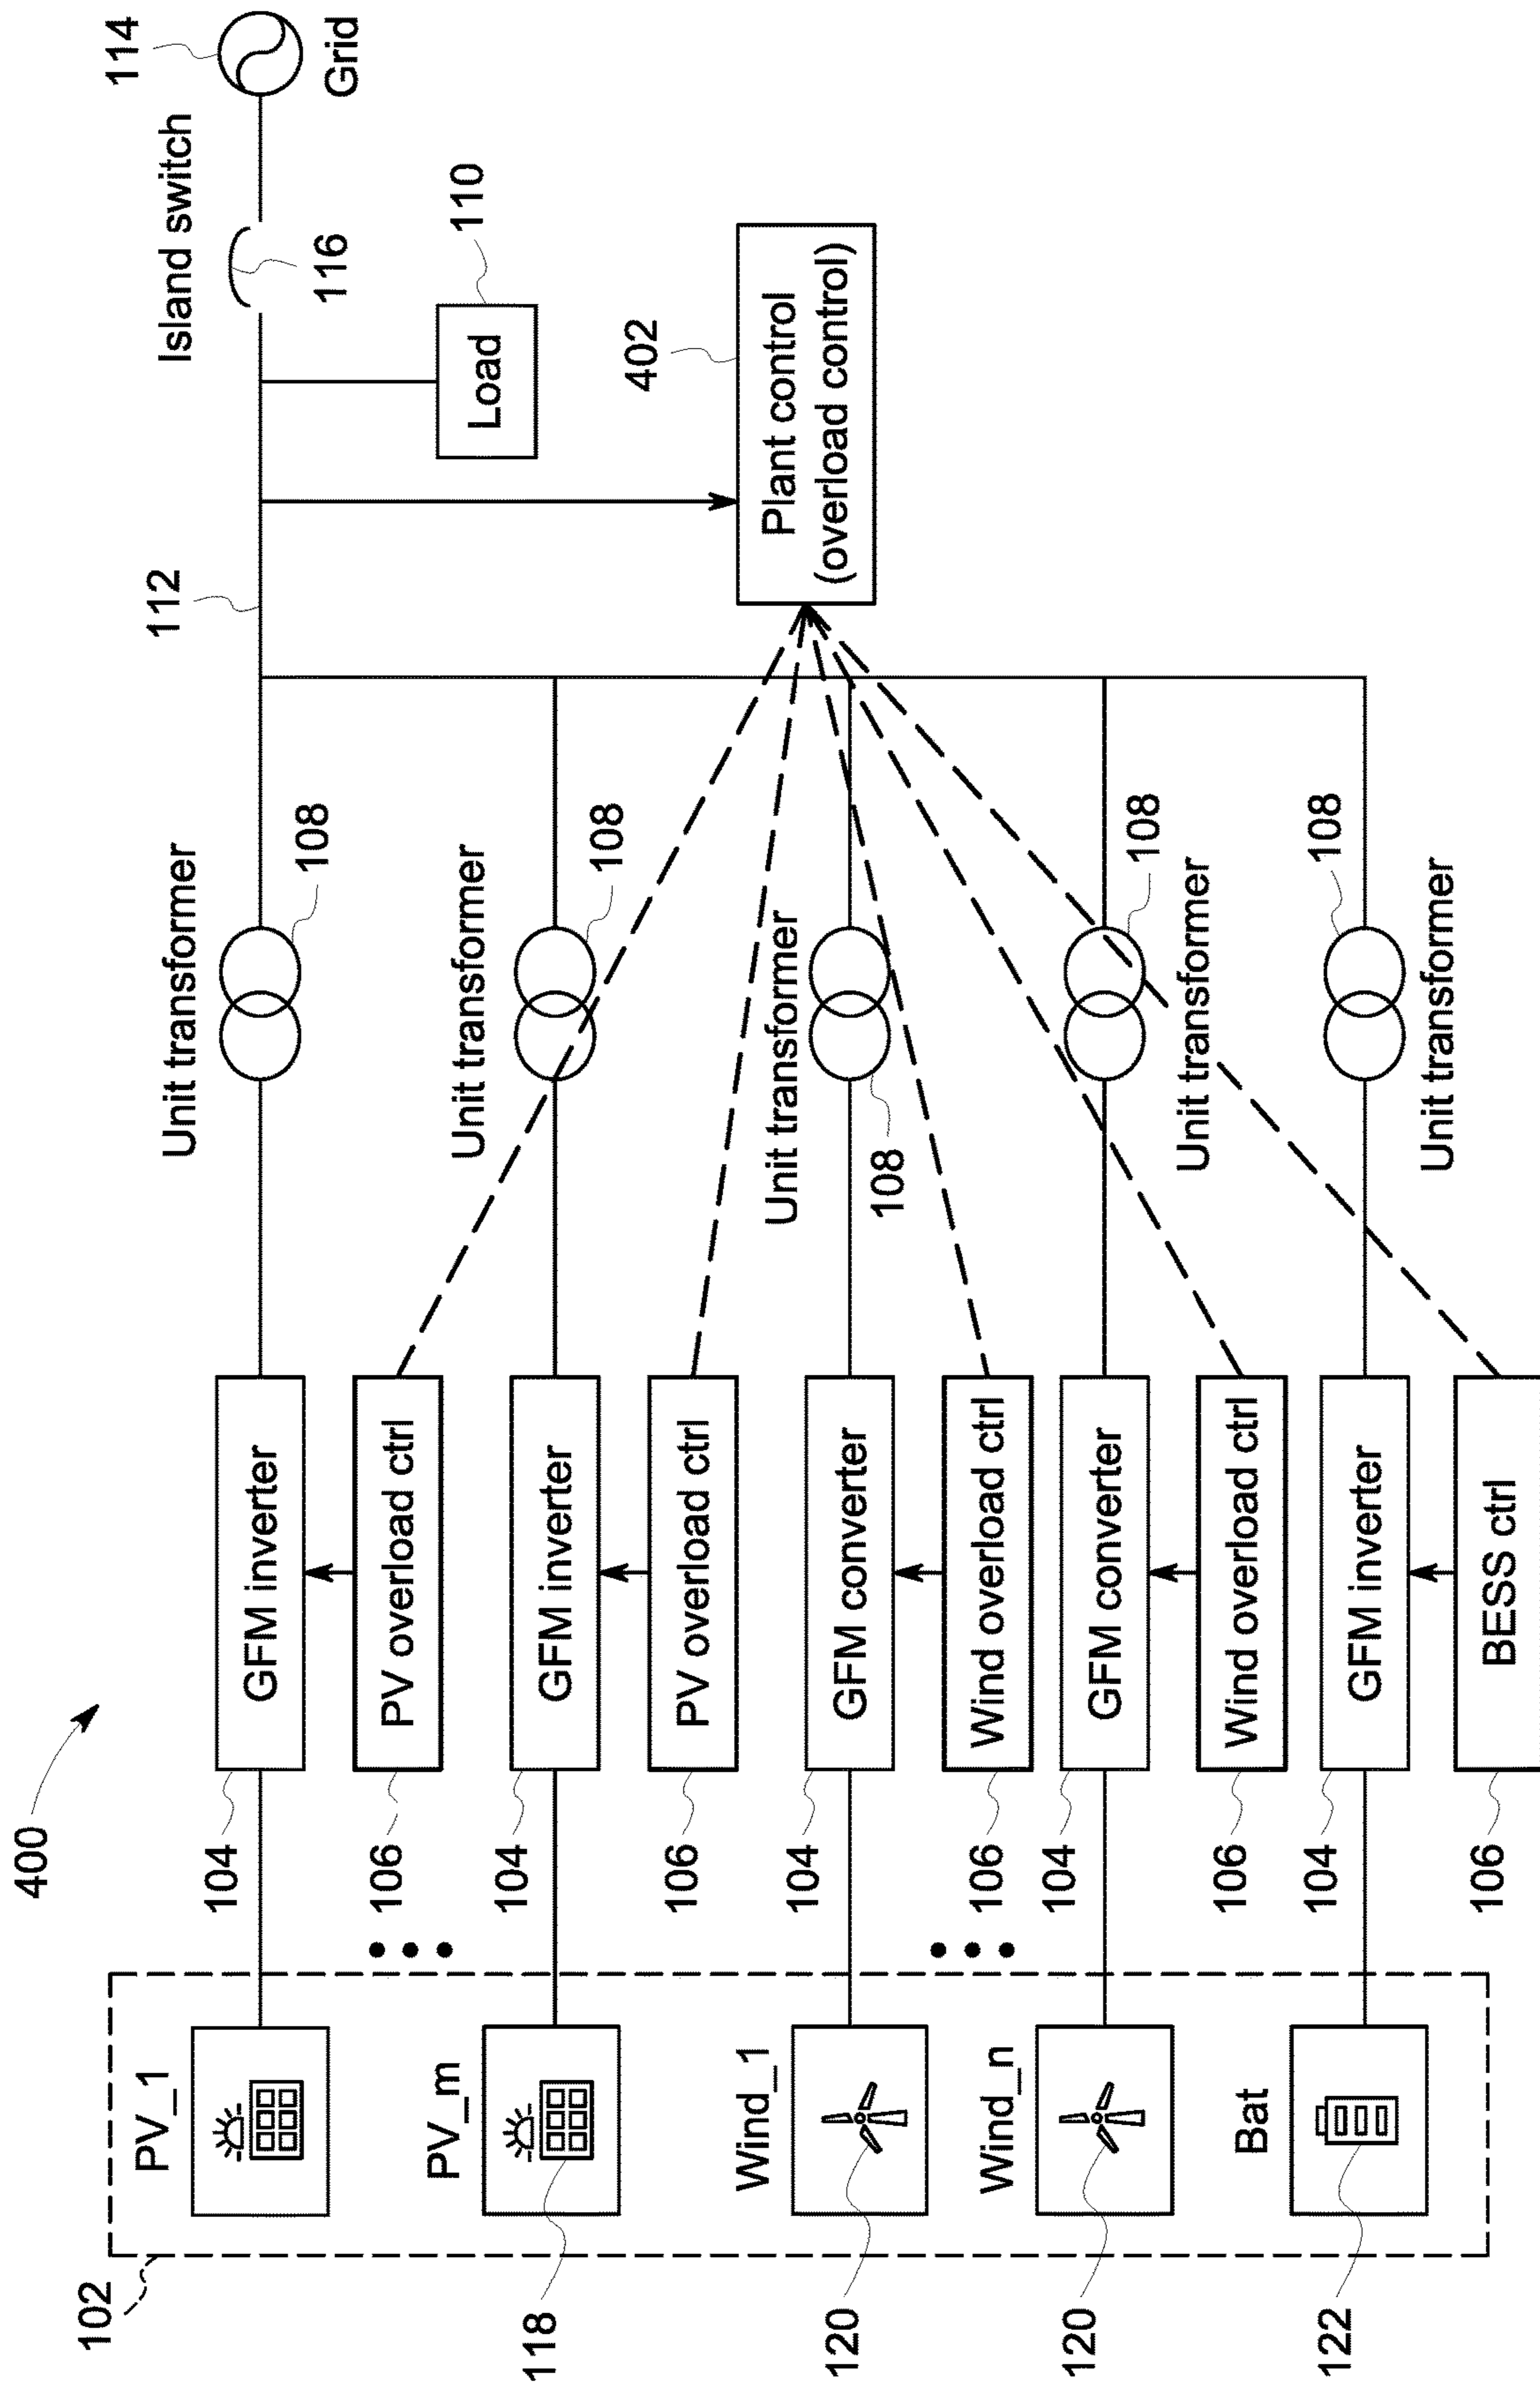 400
102
PV_1
104
GFM inverter
106
PV overload ctrl
Unit transformer
108
112
Island switch
116
114
Grid
Load
110
PV_m
118
104
GFM inverter
106
PV overload ctrl
Unit transformer
108
402
Plant control
(overload control)
Wind_1
120
104
GFM converter
106
Wind overload ctrl
Unit transformer
108
Wind_n
120
104
GFM converter
106
Wind overload ctrl
108
Unit transformer
Bat
122
104
GFM inverter
106
BESS ctrl
108
Unit transformer